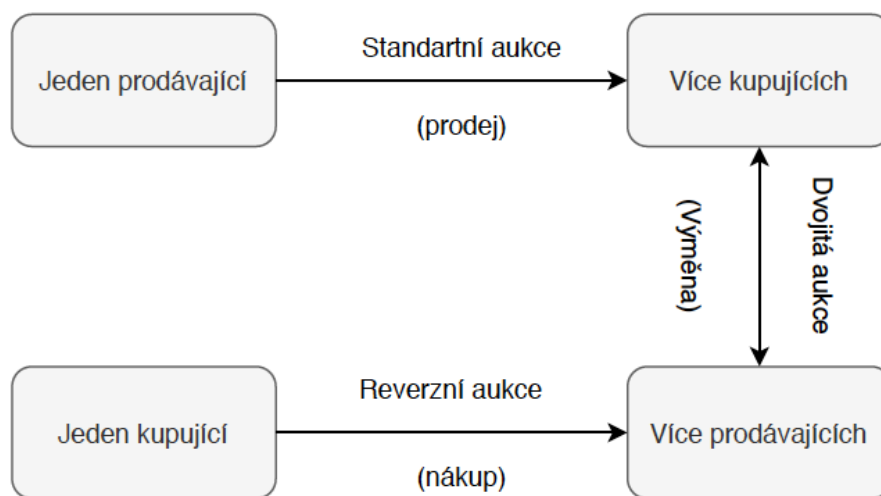 Jeden prodávající
Standartní aukce
(prodej)
Více kupujících
(Výměna)
Dvojitá aukce
Jeden kupující
Reverzní aukce
(nákup)
Více prodávajících